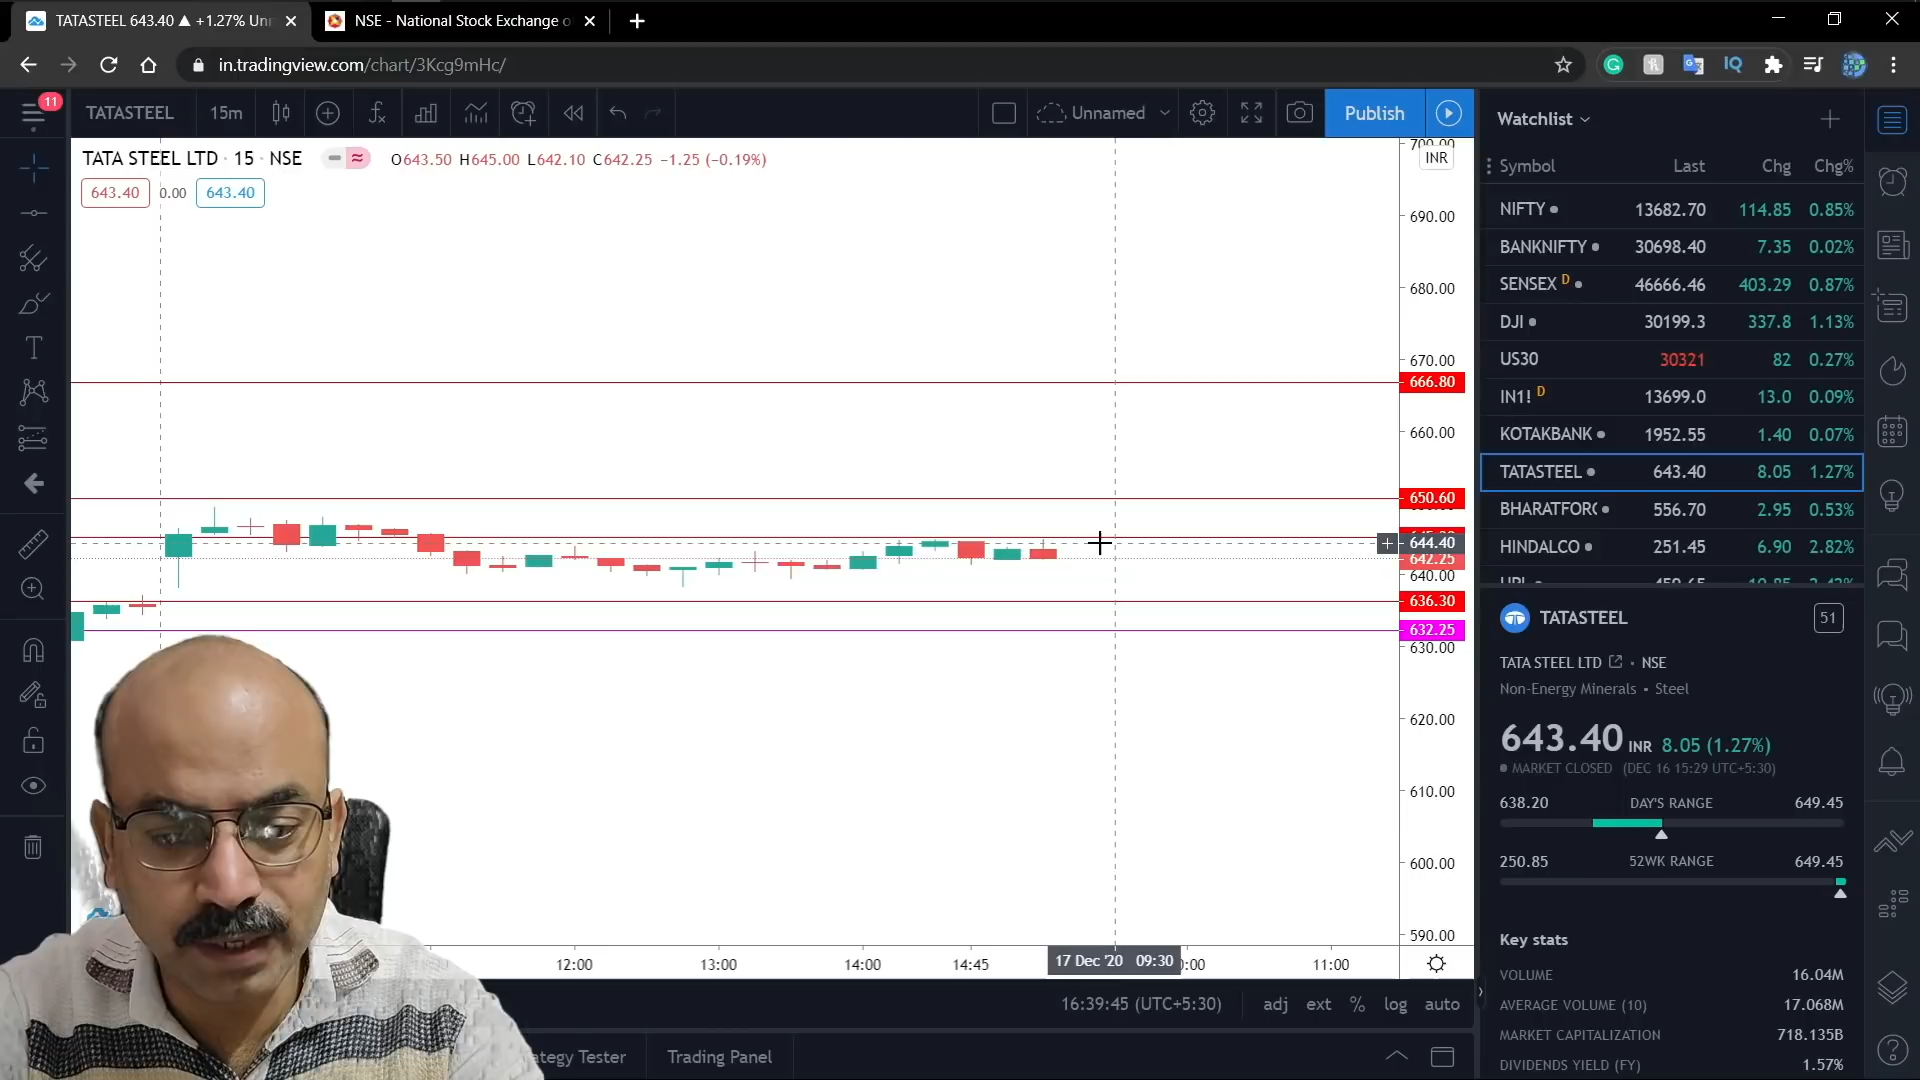 TATASTEEL 643.40 ▲ +1.27% Un
NSE - National Stock Exchange o
in.tradingview.com/chart/3Kcg9mHc/
11
TATASTEEL
15m
Unnamed
Publish
TATA STEEL LTD · 15 · NSE
O643.50 H645.00 L642.10 C642.25 −1.25 (−0.19%)
643.40
0.00
643.40
700.00
INR
690.00
680.00
670.00
666.80
660.00
650.60
644.40
642.25
640.00
636.30
632.25
630.00
620.00
610.00
600.00
590.00
12:00
13:00
14:00
14:45
17 Dec '20 09:30
0:00
11:00
16:39:45 (UTC+5:30)
adj
ext
%
log
auto
ategy Tester
Trading Panel
Watchlist
Symbol Last Chg Chg%
NIFTY 13682.70 114.85 0.85%
BANKNIFTY 30698.40 7.35 0.02%
SENSEX D 46666.46 403.29 0.87%
DJI 30199.3 337.8 1.13%
US30 30321 82 0.27%
IN1! D 13699.0 13.0 0.09%
KOTAKBANK 1952.55 1.40 0.07%
TATASTEEL 643.40 8.05 1.27%
BHARATFORC 556.70 2.95 0.53%
HINDALCO 251.45 6.90 2.82%
TATASTEEL
51
TATA STEEL LTD · NSE
Non-Energy Minerals • Steel
643.40 INR 8.05 (1.27%)
MARKET CLOSED (DEC 16 15:29 UTC+5:30)
638.20 DAY'S RANGE 649.45
250.85 52WK RANGE 649.45
Key stats
VOLUME 16.04M
AVERAGE VOLUME (10) 17.068M
MARKET CAPITALIZATION 718.135B
DIVIDENDS YIELD (FY) 1.57%